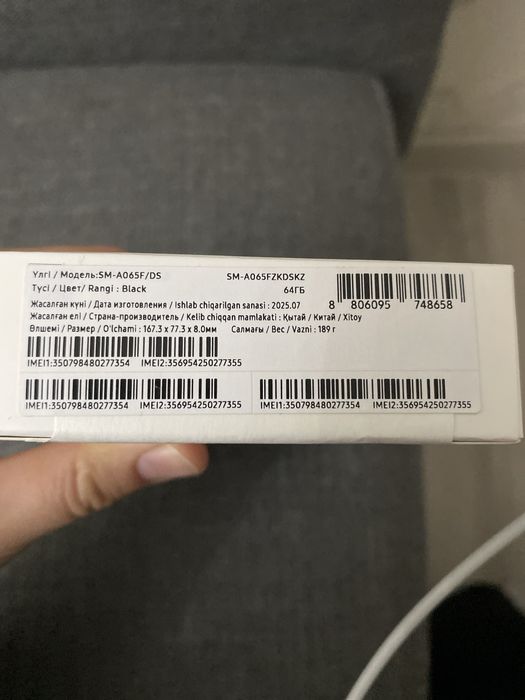 Үлгі / Модель:SM-A065F/DS SM-A065FZKDSKZ
Түсі / Цвет/ Rangi : Black 64ГБ
8 806095 748658
Жасалған күні / Дата изготовления / Ishlab chiqarilgan sanasi : 2025.07
Жасалған елі / Страна-производитель / Kelib chiqqan mamlakati : Қытай / Китай / Xitoy
Өлшемі / Размер / O'lchami : 167.3 x 77.3 x 8.0мм Салмағы / Вес / Vazni : 189 г
IMEI1:350798480277354 IMEI2:356954250277355
IMEI1:350798480277354 IMEI2:356954250277355 IMEI1:350798480277354 IMEI2:356954250277355